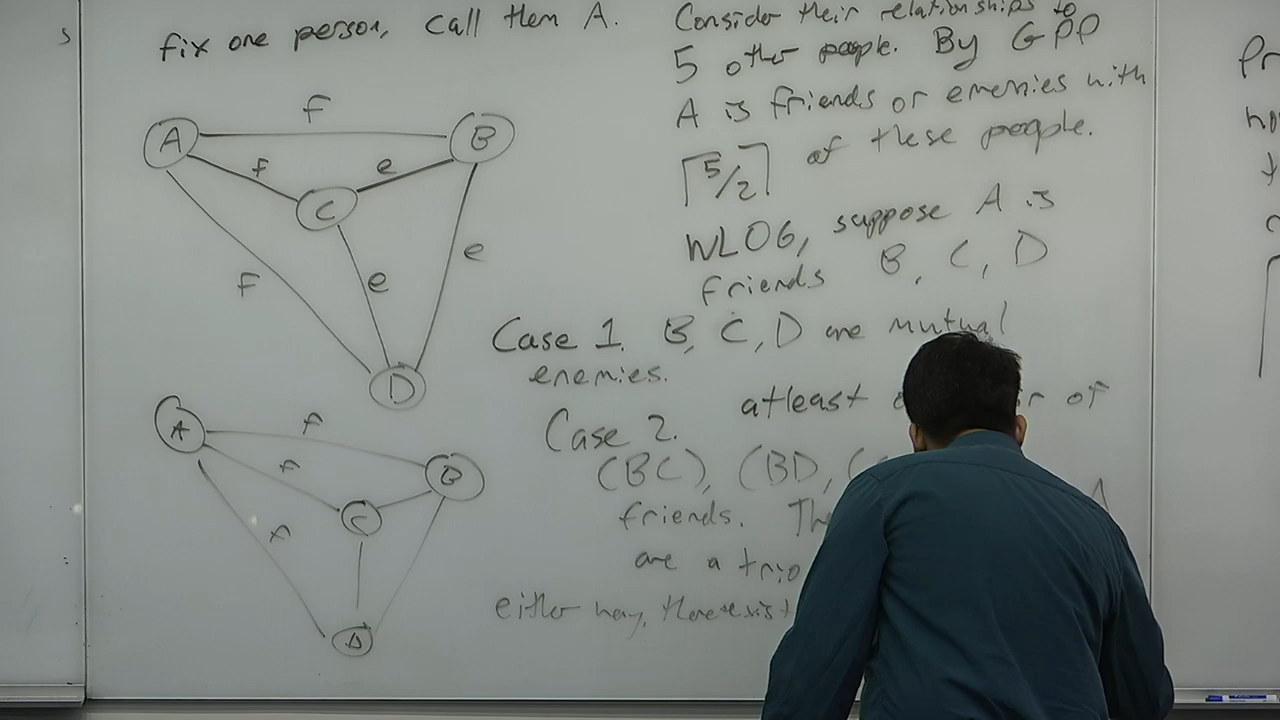 s
fix one person, call them A.
f
A
B
f
e
C
f
e
e
D
A
f
B
f
C
f
D
Consider their relationships to
5 other people. By GPP
A is friends or enemies with
⌈5/2⌉ of these people.
WLOG, suppose A is
friends B, C, D
Case 1. B, C, D are mutual
enemies.
Case 2. atleast of
(BC), (BD, (
friends. A
are a trio
either way, there exist
Pr